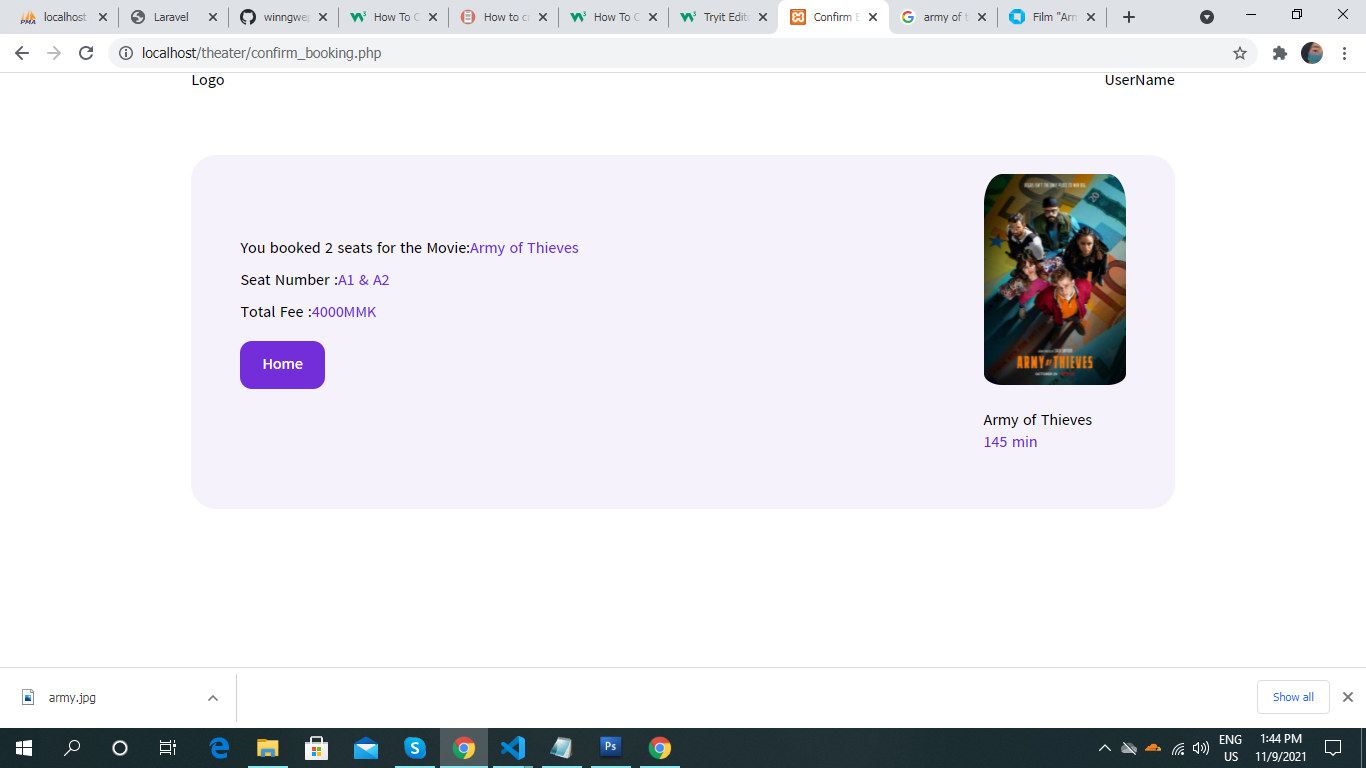 localhost
Laravel
winngwe
How To C
How to cr
How To C
Tryit Edit
Confirm B
army of t
Film "Arm
localhost/theater/confirm_booking.php
Logo
UserName
You booked 2 seats for the Movie:Army of Thieves
Seat Number :A1 & A2
Total Fee :4000MMK
Home
ARMY OF THIEVES
Army of Thieves
145 min
army.jpg
Show all
ENG
US
1:44 PM
11/9/2021